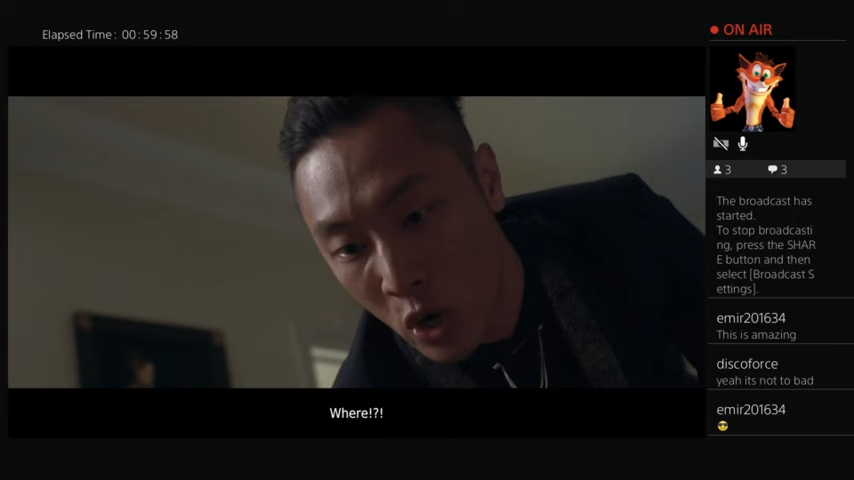 Elapsed Time: 00:59:58
ON AIR
3
3
The broadcast has
started.
To stop broadcasti
ng, press the SHAR
E button and then
select [Broadcast S
ettings].
emir201634
This is amazing
discoforce
yeah its not to bad
emir201634
😎
Where!?!